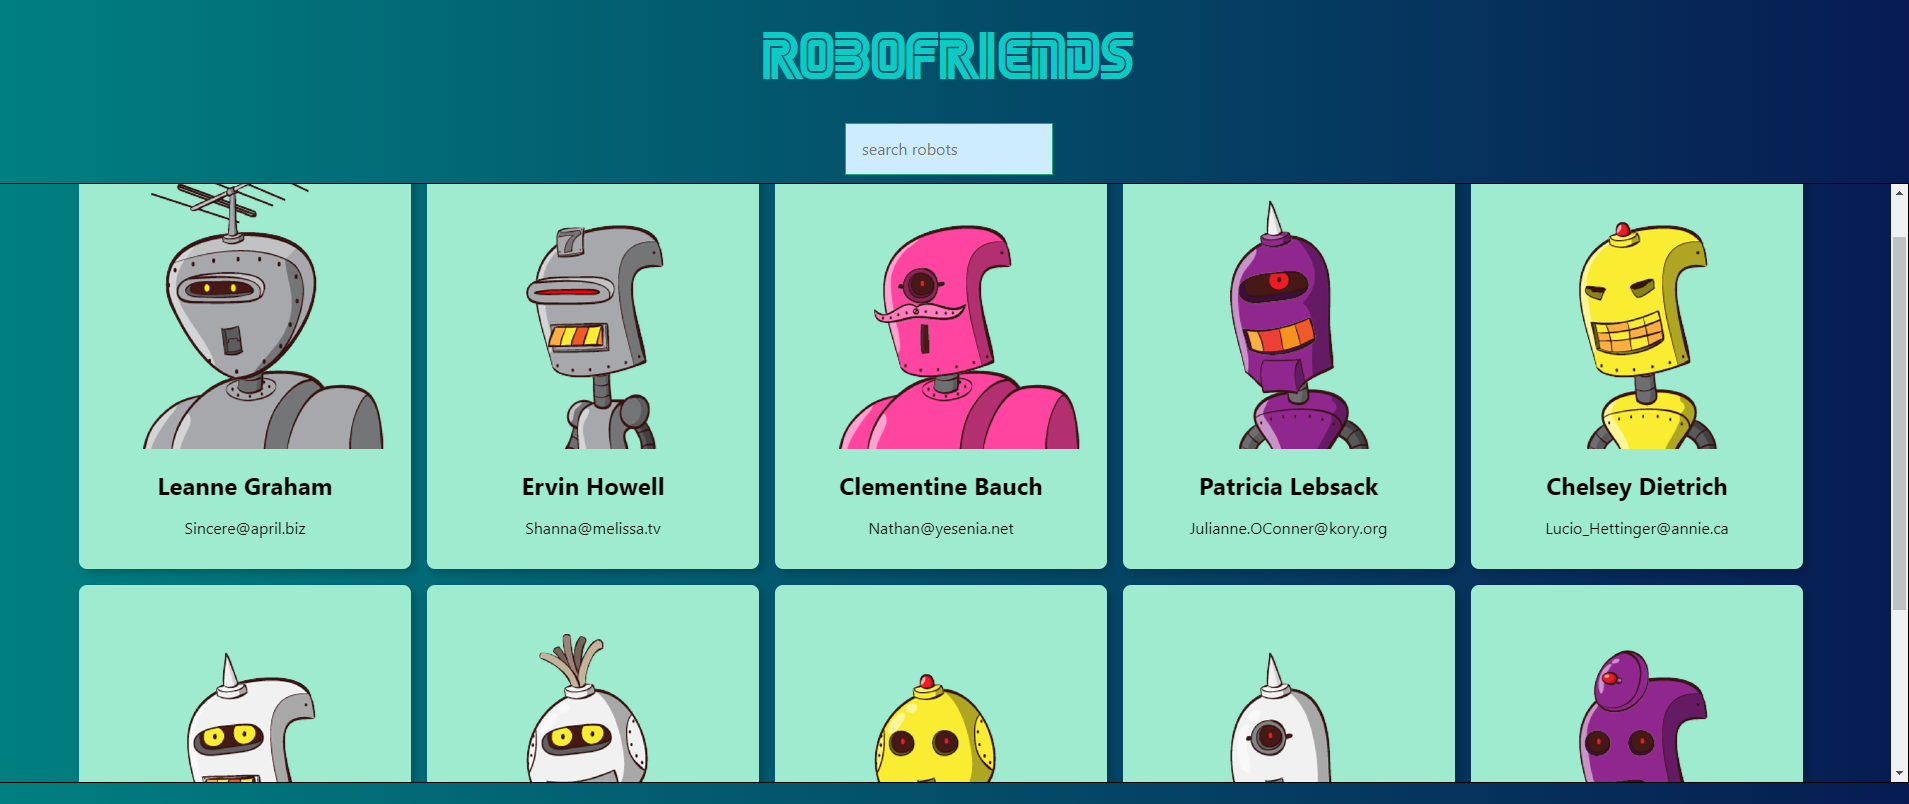 ROBOFRIENDS
search robots
7
Leanne Graham
Ervin Howell
Clementine Bauch
Patricia Lebsack
Chelsey Dietrich
Sincere@april.biz
Shanna@melissa.tv
Nathan@yesenia.net
Julianne.OConner@kory.org
Lucio_Hettinger@annie.ca